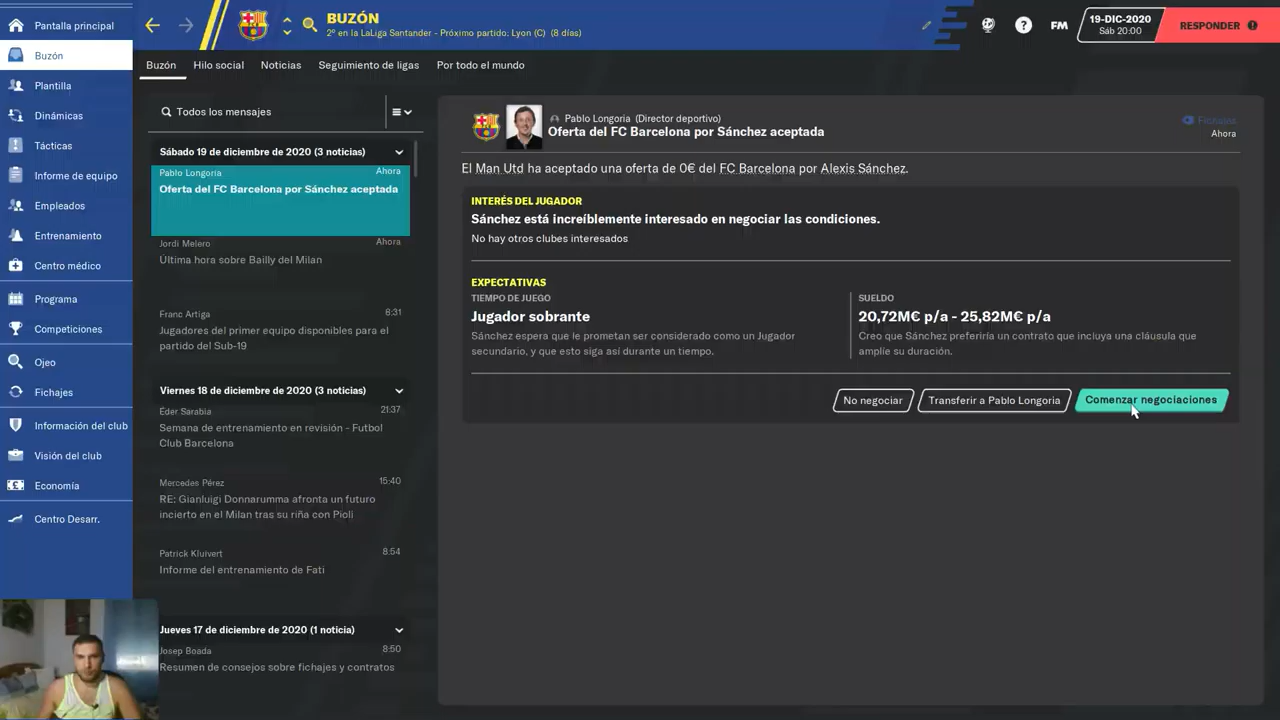 Pantalla principal
Buzón
Plantilla
Dinámicas
Tácticas
Informe de equipo
Empleados
Entrenamiento
Centro médico
Programa
Competiciones
Ojeo
Fichajes
Información del club
Visión del club
Economía
Centro Desarr.
BUZÓN
2º en la LaLiga Santander - Próximo partido: Lyon (C) (8 días)
FM
19-DIC-2020
Sáb 20:00
RESPONDER
Buzón
Hilo social
Noticias
Seguimiento de ligas
Por todo el mundo
Todos los mensajes
Sábado 19 de diciembre de 2020 (3 noticias)
Pablo Longoria Ahora
Oferta del FC Barcelona por Sánchez aceptada
Jordi Melero Ahora
Última hora sobre Bailly del Milan
Franc Artiga 8:31
Jugadores del primer equipo disponibles para el
partido del Sub-19
Viernes 18 de diciembre de 2020 (3 noticias)
Éder Sarabia 21:37
Semana de entrenamiento en revisión - Futbol
Club Barcelona
Mercedes Pérez 15:40
RE: Gianluigi Donnarumma afronta un futuro
incierto en el Milan tras su riña con Pioli
Patrick Kluivert 8:54
Informe del entrenamiento de Fati
Jueves 17 de diciembre de 2020 (1 noticia)
Josep Boada 8:50
Resumen de consejos sobre fichajes y contratos
Pablo Longoria (Director deportivo)
Oferta del FC Barcelona por Sánchez aceptada
Fichajes
Ahora
El Man Utd ha aceptado una oferta de 0€ del FC Barcelona por Alexis Sánchez.
INTERÉS DEL JUGADOR
Sánchez está increíblemente interesado en negociar las condiciones.
No hay otros clubes interesados
EXPECTATIVAS
TIEMPO DE JUEGO
Jugador sobrante
Sánchez espera que le prometan ser considerado como un Jugador
secundario, y que esto siga así durante un tiempo.
SUELDO
20,72M€ p/a - 25,82M€ p/a
Creo que Sánchez preferiría un contrato que incluya una cláusula que
amplíe su duración.
No negociar
Transferir a Pablo Longoria
Comenzar negociaciones